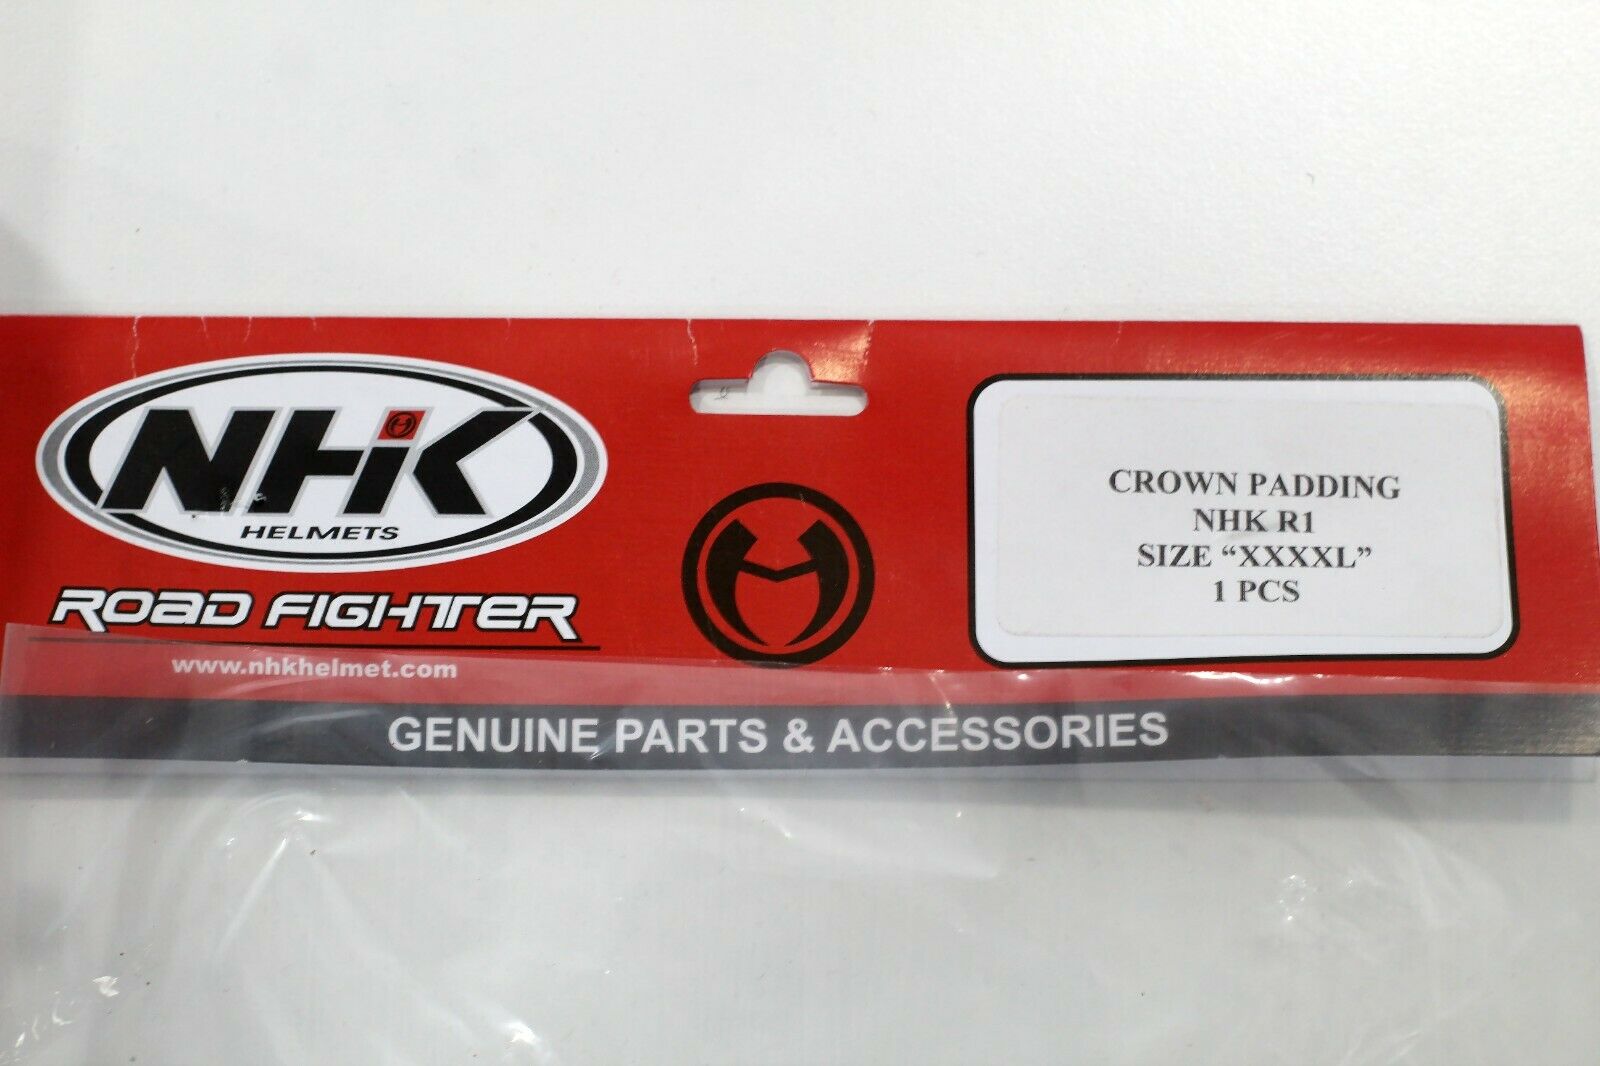 NHK
HELMETS
ROAD FIGHTER
www.nhkhelmet.com
CROWN PADDING
NHK R1
SIZE “XXXXL”
1 PCS
GENUINE PARTS & ACCESSORIES